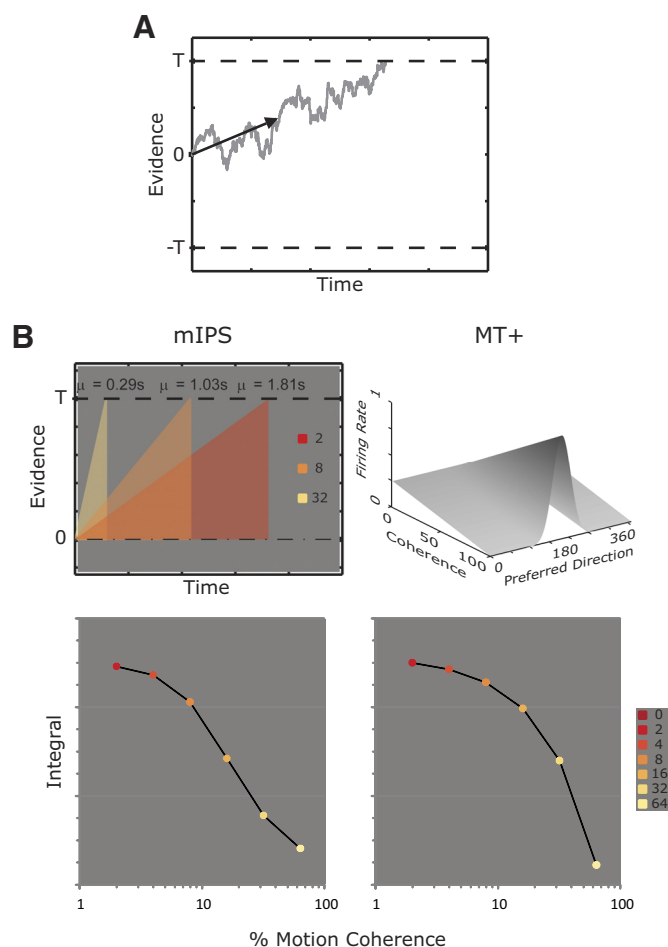 A
T
0
-T
Evidence
Time
B
mIPS
MT+
μ = 0.29s μ = 1.03s μ = 1.81s
T
0
Evidence
Time
2
8
32
Firing Rate
1
0
0
50
100
Coherence
0
180
360
Preferred Direction
Integral
1 10 100
1 10 100
% Motion Coherence
0
2
4
8
16
32
64